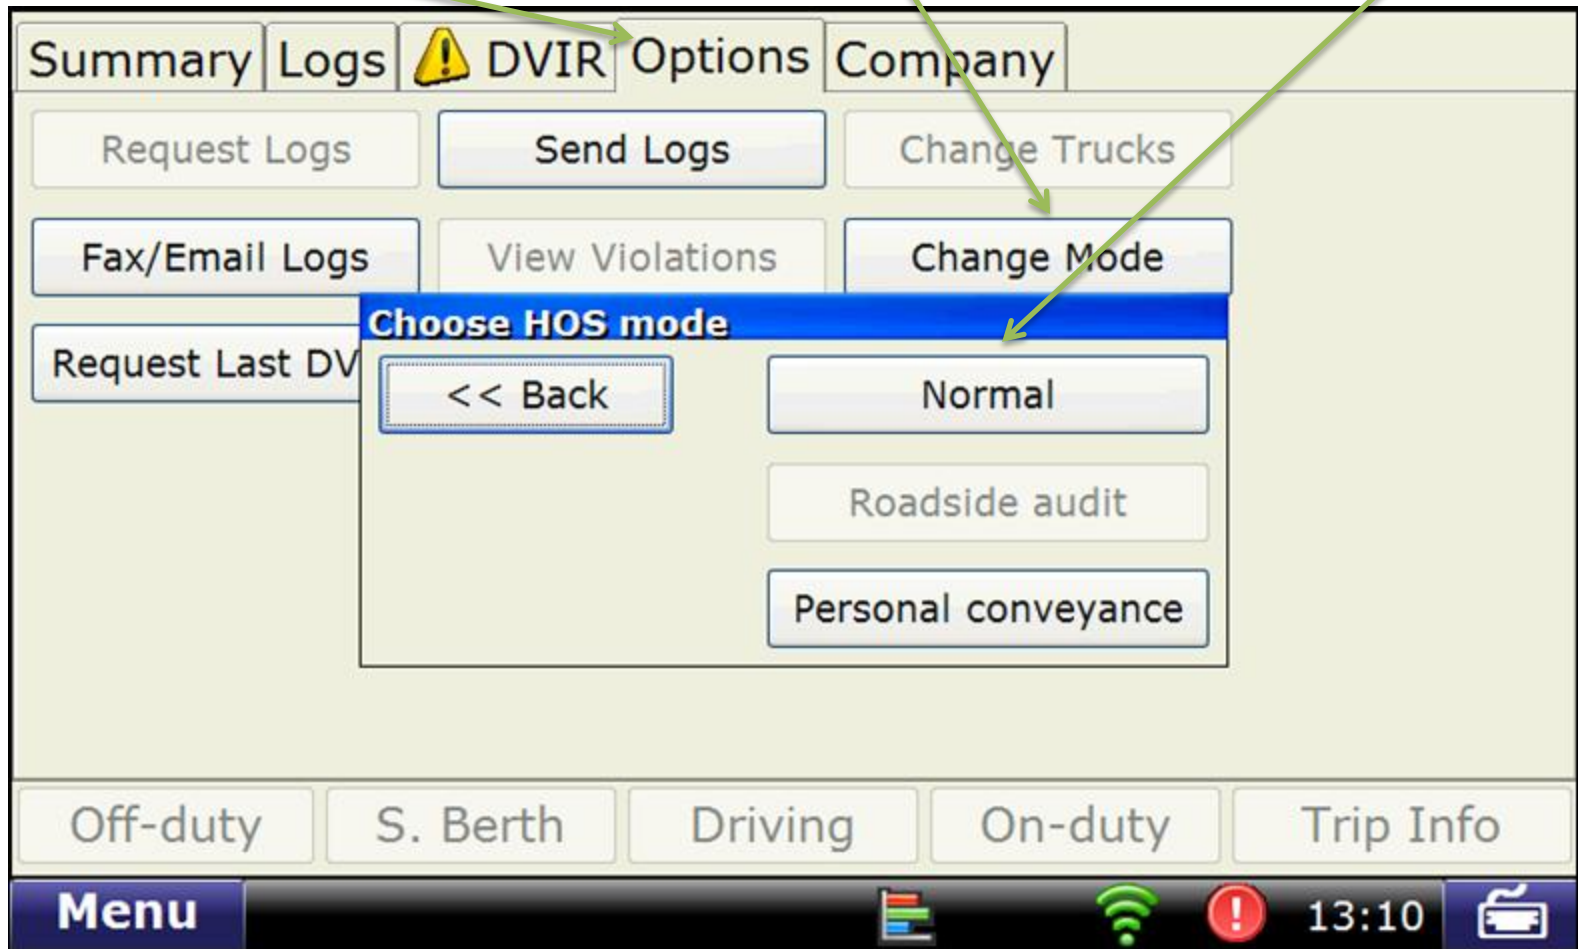 Summary Logs DVIR Options Company
Request Logs Send Logs Change Trucks
Fax/Email Logs View Violations Change Mode
Request Last DV
Choose HOS mode
<< Back Normal
Roadside audit
Personal conveyance
Off-duty S. Berth Driving On-duty Trip Info
Menu 13:10